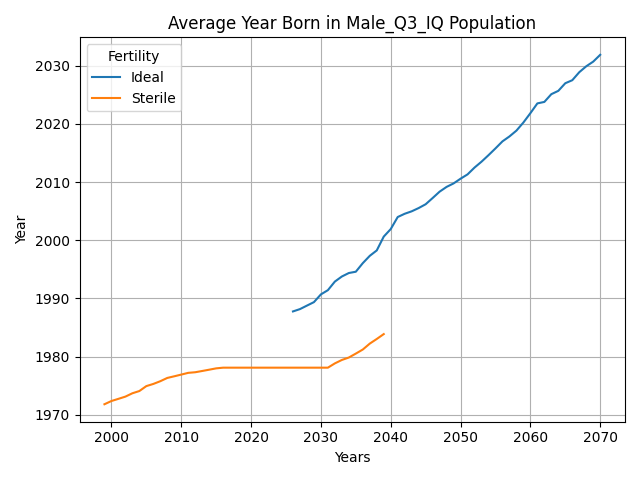 Average Year Born in Male_Q3_IQ Population
Fertility
Ideal
Sterile
Year
2030
2020
2010
2000
1990
1980
1970
2000 2010 2020 2030 2040 2050 2060 2070
Years